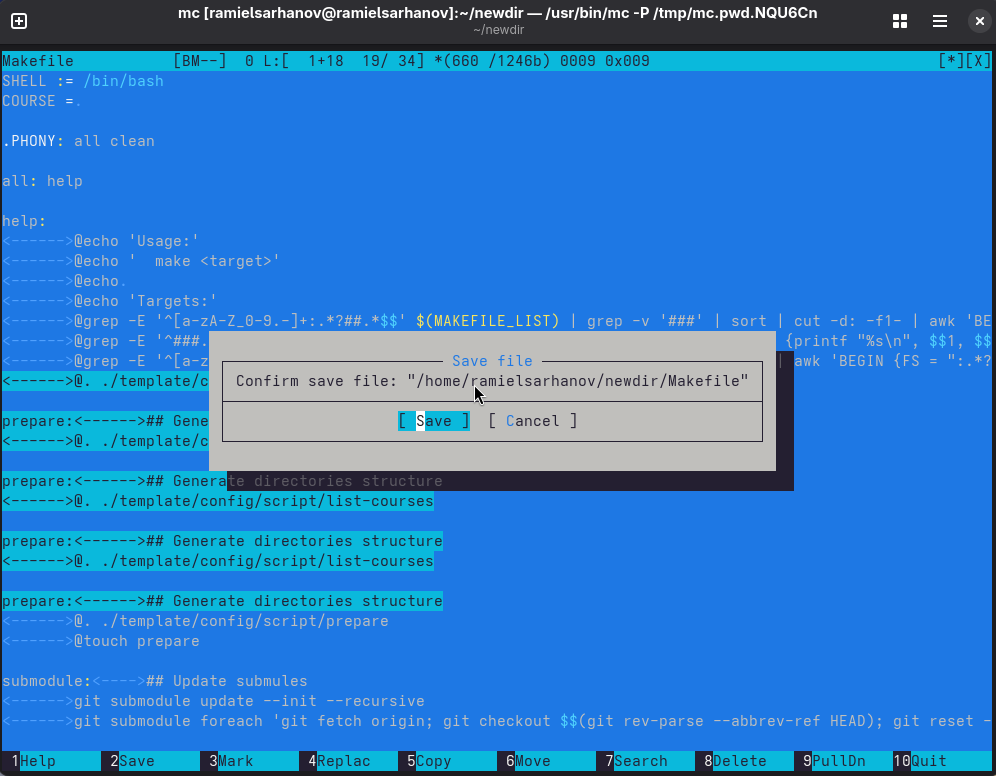 mc [ramielsarhanov@ramielsarhanov]:~/newdir — /usr/bin/mc -P /tmp/mc.pwd.NQU6Cn
~/newdir
Makefile [BM--] 0 L:[ 1+18 19/ 34] *(660 /1246b) 0009 0x009 [*][X]
SHELL := /bin/bash
COURSE =.
.PHONY: all clean
all: help
help:
<------>@echo 'Usage:'
<------>@echo '  make <target>'
<------>@echo.
<------>@echo 'Targets:'
<------>@grep -E '^[a-zA-Z_0-9.-]+:.*?##.*$$' $(MAKEFILE_LIST) | grep -v '###' | sort | cut -d: -f1- | awk 'BE
<------>@grep -E '^###. {printf "%s\n", $$1, $$
<------>@grep -E '^[a-z | awk 'BEGIN {FS = ":.*?
Save file
<------>@. ./template/c
Confirm save file: "/home/ramielsarhanov/newdir/Makefile"
prepare:<------>## Gene
[ Save ] [ Cancel ]
<------>@. ./template/c
prepare:<------>## Generate directories structure
<------>@. ./template/config/script/list-courses
prepare:<------>## Generate directories structure
<------>@. ./template/config/script/list-courses
prepare:<------>## Generate directories structure
<------>@. ./template/config/script/prepare
<------>@touch prepare
submodule:<---->## Update submules
<------>git submodule update --init --recursive
<------>git submodule foreach 'git fetch origin; git checkout $$(git rev-parse --abbrev-ref HEAD); git reset -
1Help 2Save 3Mark 4Replac 5Copy 6Move 7Search 8Delete 9PullDn 10Quit